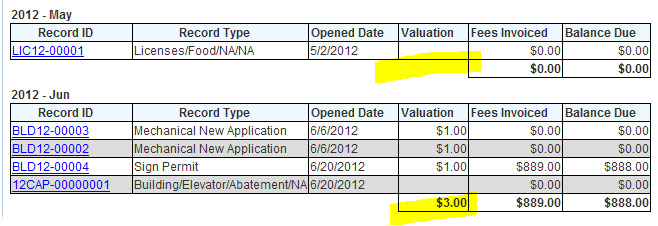 2012 - May
Record ID Record Type Opened Date Valuation Fees Invoiced Balance Due
LIC12-00001 Licenses/Food/NA/NA 5/2/2012 $0.00 $0.00
$0.00 $0.00
2012 - Jun
Record ID Record Type Opened Date Valuation Fees Invoiced Balance Due
BLD12-00003 Mechanical New Application 6/6/2012 $1.00 $0.00 $0.00
BLD12-00002 Mechanical New Application 6/6/2012 $1.00 $0.00 $0.00
BLD12-00004 Sign Permit 6/20/2012 $1.00 $889.00 $888.00
12CAP-00000001 Building/Elevator/Abatement/NA 6/20/2012 $0.00 $0.00
$3.00 $889.00 $888.00